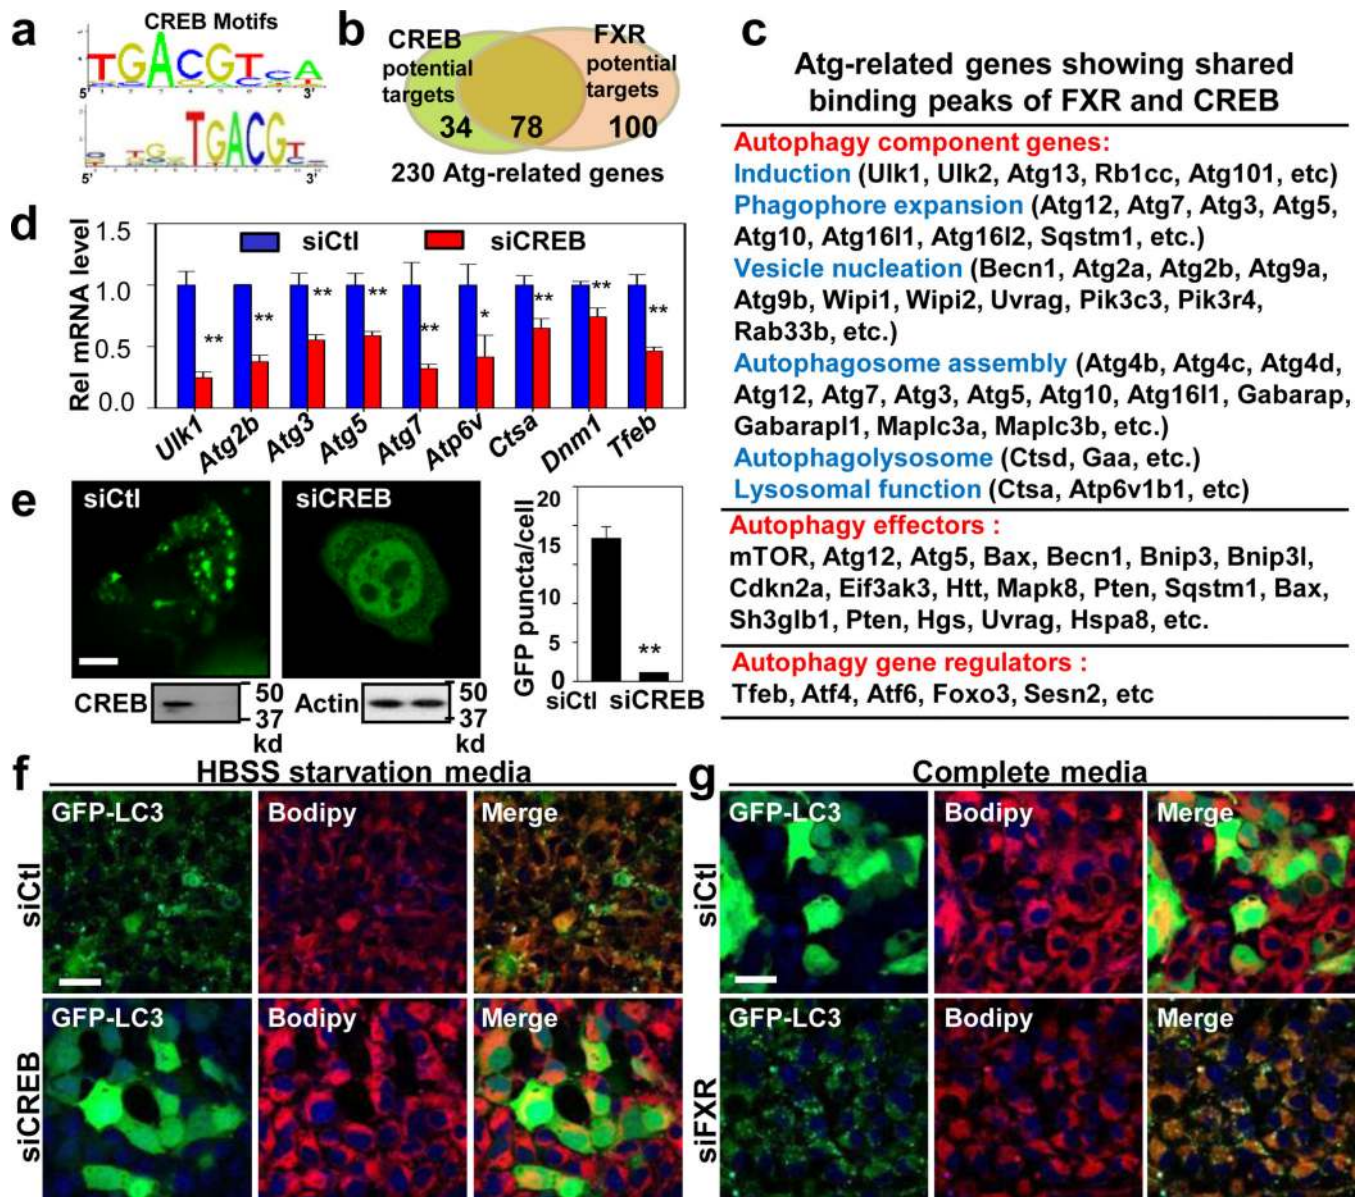 a
CREB Motifs
TGACGTCA
5'
3'
TGACGT
5'
3'
b
CREB
potential
targets
FXR
potential
targets
34
78
100
230 Atg-related genes
c
Atg-related genes showing shared
binding peaks of FXR and CREB
Autophagy component genes:
Induction (Ulk1, Ulk2, Atg13, Rb1cc, Atg101, etc)
Phagophore expansion (Atg12, Atg7, Atg3, Atg5,
Atg10, Atg16l1, Atg16l2, Sqstm1, etc.)
Vesicle nucleation (Becn1, Atg2a, Atg2b, Atg9a,
Atg9b, Wipi1, Wipi2, Uvrag, Pik3c3, Pik3r4,
Rab33b, etc.)
Autophagosome assembly (Atg4b, Atg4c, Atg4d,
Atg12, Atg7, Atg3, Atg5, Atg10, Atg16l1, Gabarap,
Gabarapl1, Maplc3a, Maplc3b, etc.)
Autophagolysosome (Ctsd, Gaa, etc.)
Lysosomal function (Ctsa, Atp6v1b1, etc)
Autophagy effectors :
mTOR, Atg12, Atg5, Bax, Becn1, Bnip3, Bnip3l,
Cdkn2a, Eif3ak3, Htt, Mapk8, Pten, Sqstm1, Bax,
Sh3glb1, Pten, Hgs, Uvrag, Hspa8, etc.
Autophagy gene regulators :
Tfeb, Atf4, Atf6, Foxo3, Sesn2, etc
d
Rel mRNA level
1.5
1.0
0.5
0.0
siCtl
siCREB
**
**
**
**
**
*
**
**
**
Ulk1
Atg2b
Atg3
Atg5
Atg7
Atp6v
Ctsa
Dnm1
Tfeb
e
siCtl
siCREB
CREB
50
37
kd
Actin
50
37
kd
GFP puncta/cell
20
15
10
5
0
**
siCtl siCREB
f
HBSS starvation media
siCtl
GFP-LC3
Bodipy
Merge
siCREB
GFP-LC3
Bodipy
Merge
g
Complete media
siCtl
GFP-LC3
Bodipy
Merge
siFXR
GFP-LC3
Bodipy
Merge